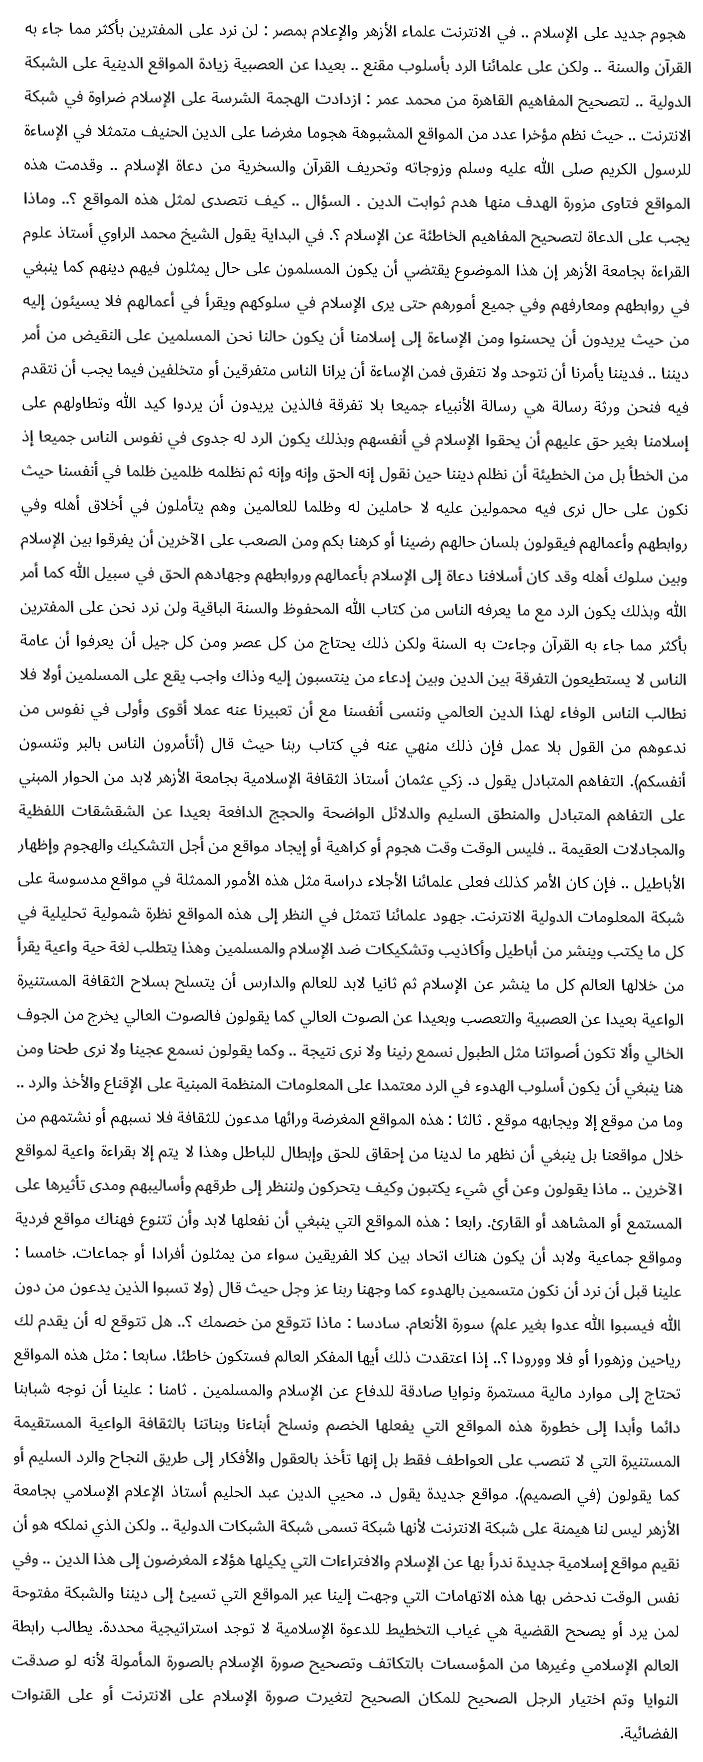 هجوم جديد على الإسلام .. في الانترنت علماء الأزهر والإعلام بمصر : لن نرد على المفترين بأكثر مما جاء به
القرآن والسنة .. ولكن على علمائنا الرد بأسلوب مقنع .. بعيدا عن العصبية زيادة المواقع الدينية على الشبكة
الدولية .. لتصحيح المفاهيم القاهرة من محمد عمر : ازدادت الهجمة الشرسة على الإسلام ضراوة في شبكة
الانترنت .. حيث نظم مؤخرا عدد من المواقع المشبوهة هجوما مغرضا على الدين الحنيف متمثلا في الإساءة
للرسول الكريم صلى الله عليه وسلم وزوجاته وتحريف القرآن والسخرية من دعاة الإسلام .. وقدمت هذه
المواقع فتاوى مزورة الهدف منها هدم ثوابت الدين . السؤال .. كيف نتصدى لمثل هذه المواقع ؟.. وماذا
يجب على الدعاة لتصحيح المفاهيم الخاطئة عن الإسلام ؟. في البداية يقول الشيخ محمد الراوي أستاذ علوم
القراءة بجامعة الأزهر إن هذا الموضوع يقتضي أن يكون المسلمون على حال يمثلون فيهم دينهم كما ينبغي
في روابطهم ومعارفهم وفي جميع أمورهم حتى يرى الإسلام في سلوكهم ويقرأ في أعمالهم فلا يسيئون إليه
من حيث يريدون أن يحسنوا ومن الإساءة إلى إسلامنا أن يكون حالنا نحن المسلمين على النقيض من أمر
ديننا .. فديننا يأمرنا أن نتوحد ولا نتفرق فمن الإساءة أن يرانا الناس متفرقين أو متخلفين فيما يجب أن نتقدم
فيه فنحن ورثة رسالة هي رسالة الأنبياء جميعا بلا تفرقة فالذين يريدون أن يردوا كيد الله وتطاولهم على
إسلامنا بغير حق عليهم أن يحقوا الإسلام في أنفسهم وبذلك يكون الرد له جدوى في نفوس الناس جميعا إذ
من الخطأ بل من الخطيئة أن نظلم ديننا حين نقول إنه الحق وإنه وإنه ثم نظلمه ظلمين ظلما في أنفسنا حيث
نكون على حال نرى فيه محمولين عليه لا حاملين له وظلما للعالمين وهم يتأملون في أخلاق أهله وفي
روابطهم وأعمالهم فيقولون بلسان حالهم رضينا أو كرهنا بكم ومن الصعب على الآخرين أن يفرقوا بين الإسلام
وبين سلوك أهله وقد كان أسلافنا دعاة إلى الإسلام بأعمالهم وروابطهم وجهادهم الحق في سبيل الله كما أمر
الله وبذلك يكون الرد مع ما يعرفه الناس من كتاب الله المحفوظ والسنة الباقية ولن نرد نحن على المفترين
بأكثر مما جاء به القرآن وجاءت به السنة ولكن ذلك يحتاج من كل عصر ومن كل جيل أن يعرفوا أن عامة
الناس لا يستطيعون التفرقة بين الدين وبين إدعاء من ينتسبون إليه وذاك واجب يقع على المسلمين أولا فلا
نطالب الناس الوفاء لهذا الدين العالمي وننسى أنفسنا مع أن تعبيرنا عنه عملا أقوى وأولى في نفوس من
ندعوهم من القول بلا عمل فإن ذلك منهي عنه في كتاب ربنا حيث قال (أتأمرون الناس بالبر وتنسون
أنفسكم). التفاهم المتبادل يقول د. زكي عثمان أستاذ الثقافة الإسلامية بجامعة الأزهر لابد من الحوار المبني
على التفاهم المتبادل والمنطق السليم والدلائل الواضحة والحجج الدافعة بعيدا عن الشقشقات اللفظية
والمجادلات العقيمة .. فليس الوقت وقت هجوم أو كراهية أو إيجاد مواقع من أجل التشكيك والهجوم وإظهار
الأباطيل .. فإن كان الأمر كذلك فعلى علمائنا الأجلاء دراسة مثل هذه الأمور الممثلة في مواقع مدسوسة على
شبكة المعلومات الدولية الانترنت. جهود علمائنا تتمثل في النظر إلى هذه المواقع نظرة شمولية تحليلية في
كل ما يكتب وينشر من أباطيل وأكاذيب وتشكيكات ضد الإسلام والمسلمين وهذا يتطلب لغة حية واعية يقرأ
من خلالها العالم كل ما ينشر عن الإسلام ثم ثانيا لابد للعالم والدارس أن يتسلح بسلاح الثقافة المستنيرة
الواعية بعيدا عن العصبية والتعصب وبعيدا عن الصوت العالي كما يقولون فالصوت العالي يخرج من الجوف
الخالي وألا تكون أصواتنا مثل الطبول نسمع رنينا ولا نرى نتيجة .. وكما يقولون نسمع عجينا ولا نرى طحنا ومن
هنا ينبغي أن يكون أسلوب الهدوء في الرد معتمدا على المعلومات المنظمة المبنية على الإقناع والأخذ والرد ..
وما من موقع إلا ويجابهه موقع . ثالثا : هذه المواقع المغرضة ورائها مدعون للثقافة فلا نسبهم أو نشتمهم من
خلال مواقعنا بل ينبغي أن نظهر ما لدينا من إحقاق للحق وإبطال للباطل وهذا لا يتم إلا بقراءة واعية لمواقع
الآخرين .. ماذا يقولون وعن أي شيء يكتبون وكيف يتحركون ولننظر إلى طرقهم وأساليبهم ومدى تأثيرها على
المستمع أو المشاهد أو القارئ. رابعا : هذه المواقع التي ينبغي أن نفعلها لابد وأن تتنوع فهناك مواقع فردية
ومواقع جماعية ولابد أن يكون هناك اتحاد بين كلا الفريقين سواء من يمثلون أفرادا أو جماعات. خامسا :
علينا قبل أن نرد أن نكون متسمين بالهدوء كما وجهنا ربنا عز وجل حيث قال (ولا تسبوا الذين يدعون من دون
الله فيسبوا الله عدوا بغير علم) سورة الأنعام. سادسا : ماذا تتوقع من خصمك ؟.. هل تتوقع له أن يقدم لك
رياحين وزهورا أو فلا وورودا ؟.. إذا اعتقدت ذلك أيها المفكر العالم فستكون خاطئا. سابعا : مثل هذه المواقع
تحتاج إلى موارد مالية مستمرة ونوايا صادقة للدفاع عن الإسلام والمسلمين . ثامنا : علينا أن نوجه شبابنا
دائما وأبدا إلى خطورة هذه المواقع التي يفعلها الخصم ونسلح أبناءنا وبناتنا بالثقافة الواعية المستقيمة
المستنيرة التي لا تنصب على العواطف فقط بل إنها تأخذ بالعقول والأفكار إلى طريق النجاح والرد السليم أو
كما يقولون (في الصميم). مواقع جديدة يقول د. محيي الدين عبد الحليم أستاذ الإعلام الإسلامي بجامعة
الأزهر ليس لنا هيمنة على شبكة الانترنت لأنها شبكة تسمى شبكة الشبكات الدولية .. ولكن الذي نملكه هو أن
نقيم مواقع إسلامية جديدة ندرأ بها عن الإسلام والافتراءات التي يكيلها هؤلاء المغرضون إلى هذا الدين .. وفي
نفس الوقت ندحض بها هذه الاتهامات التي وجهت إلينا عبر المواقع التي تسيئ إلى ديننا والشبكة مفتوحة
لمن يرد أو يصحح القضية هي غياب التخطيط للدعوة الإسلامية لا توجد استراتيجية محددة. يطالب رابطة
العالم الإسلامي وغيرها من المؤسسات بالتكاتف وتصحيح صورة الإسلام بالصورة المأمولة لأنه لو صدقت
النوايا وتم اختيار الرجل الصحيح للمكان الصحيح لتغيرت صورة الإسلام على الانترنت أو على القنوات
الفضائية.